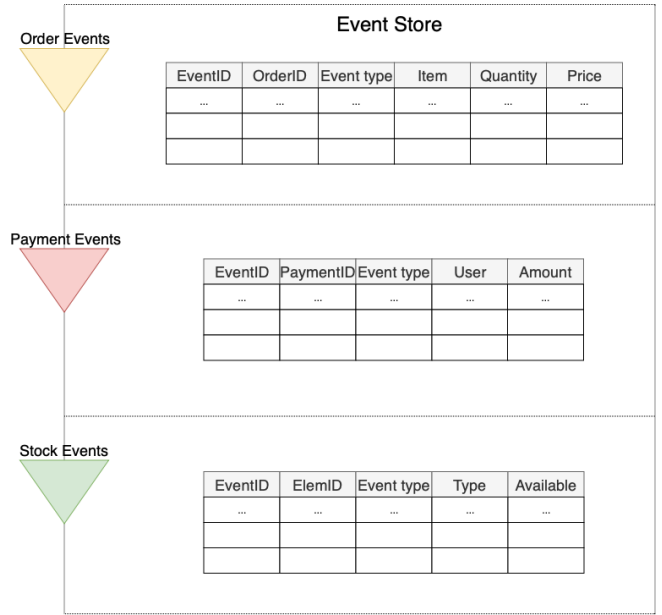 Event Store
Order Events
EventID OrderID Event type Item Quantity Price
... ... ... ... ... ...
Payment Events
EventID PaymentID Event type User Amount
... ... ... ... ...
Stock Events
EventID ElemID Event type Type Available
... ... ... ... ...